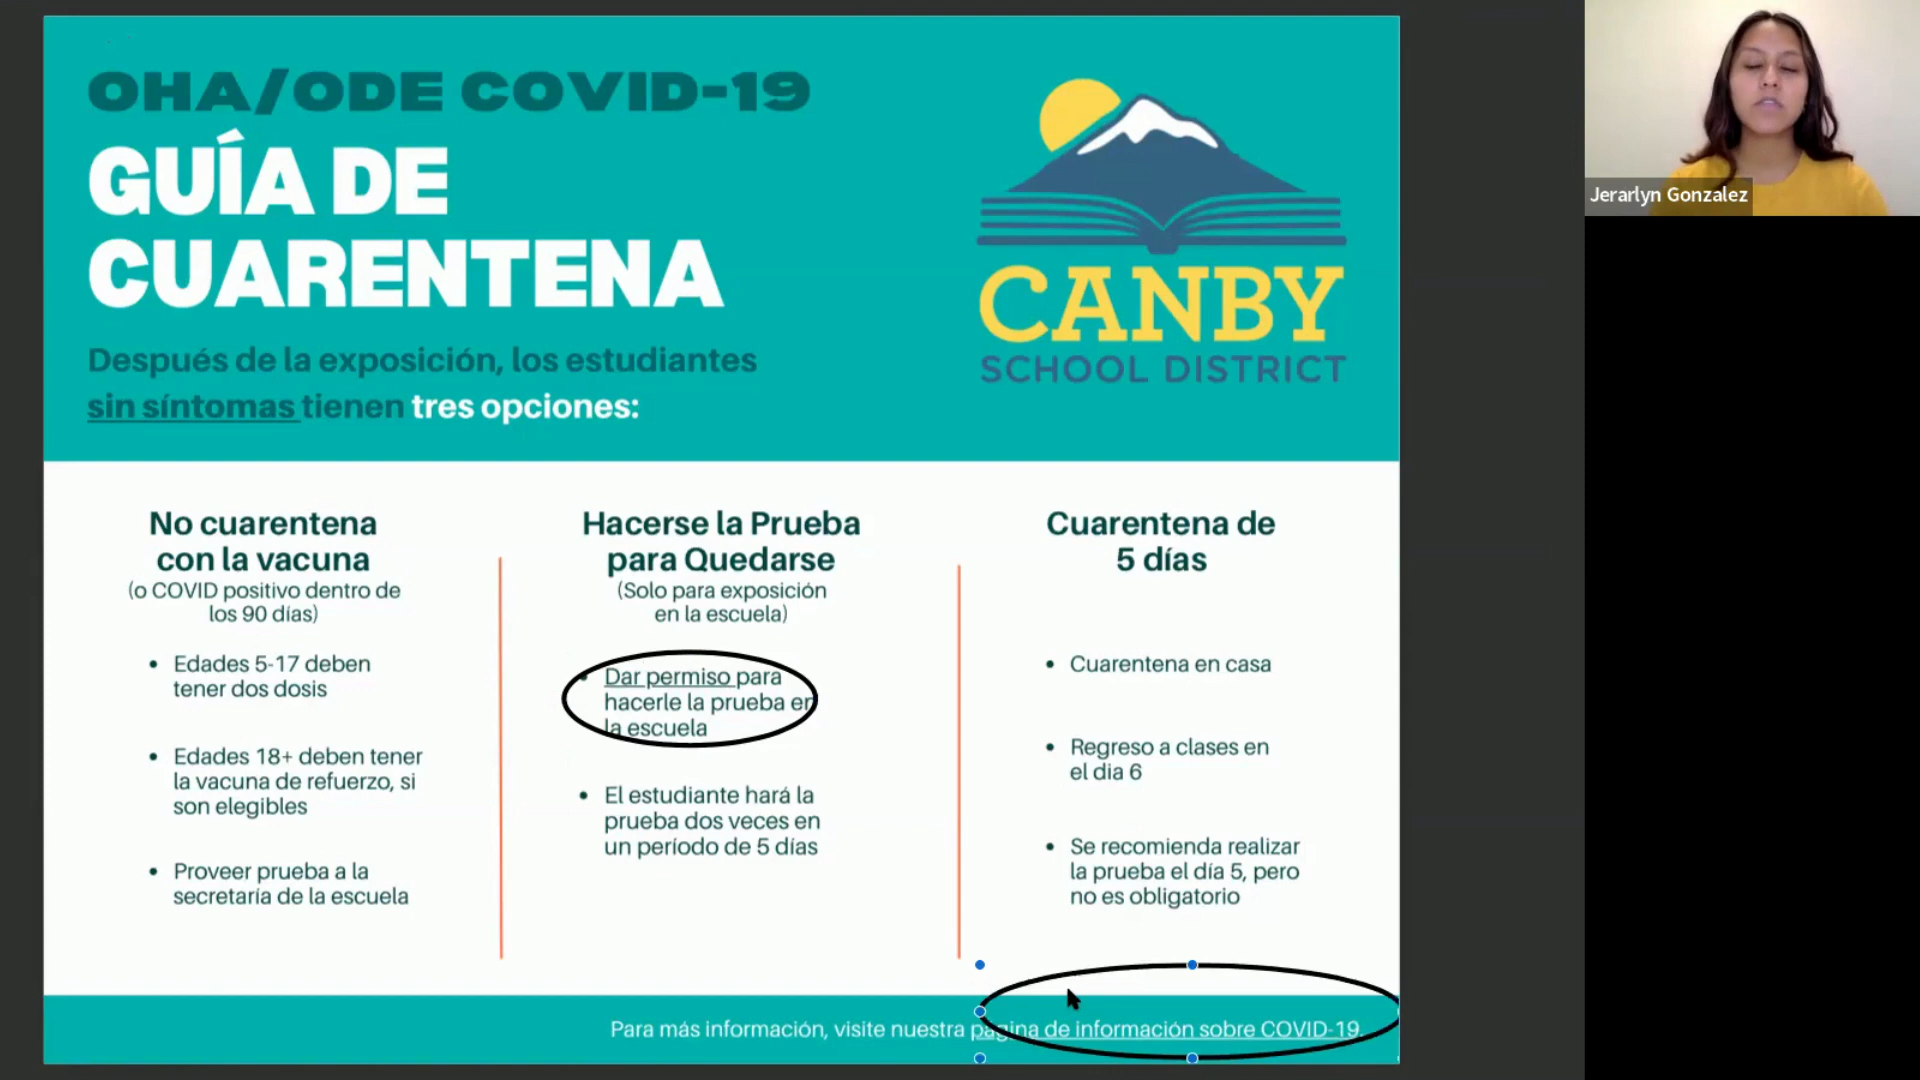 OHA/ODE COVID-19
GUÍA DE
CUARENTENA
Después de la exposición, los estudiantes
sin síntomas tienen tres opciones:
CANBY
SCHOOL DISTRICT
Jerarlyn Gonzalez
No cuarentena
con la vacuna
(o COVID positivo dentro de
los 90 días)
• Edades 5-17 deben
tener dos dosis
• Edades 18+ deben tener
la vacuna de refuerzo, si
son elegibles
• Proveer prueba a la
secretaría de la escuela
Hacerse la Prueba
para Quedarse
(Solo para exposición
en la escuela)
• Dar permiso para
hacerle la prueba en
la escuela
• El estudiante hará la
prueba dos veces en
un período de 5 días
Cuarentena de
5 días
• Cuarentena en casa
• Regreso a clases en
el dia 6
• Se recomienda realizar
la prueba el día 5, pero
no es obligatorio
Para más información, visite nuestra página de información sobre COVID-19.